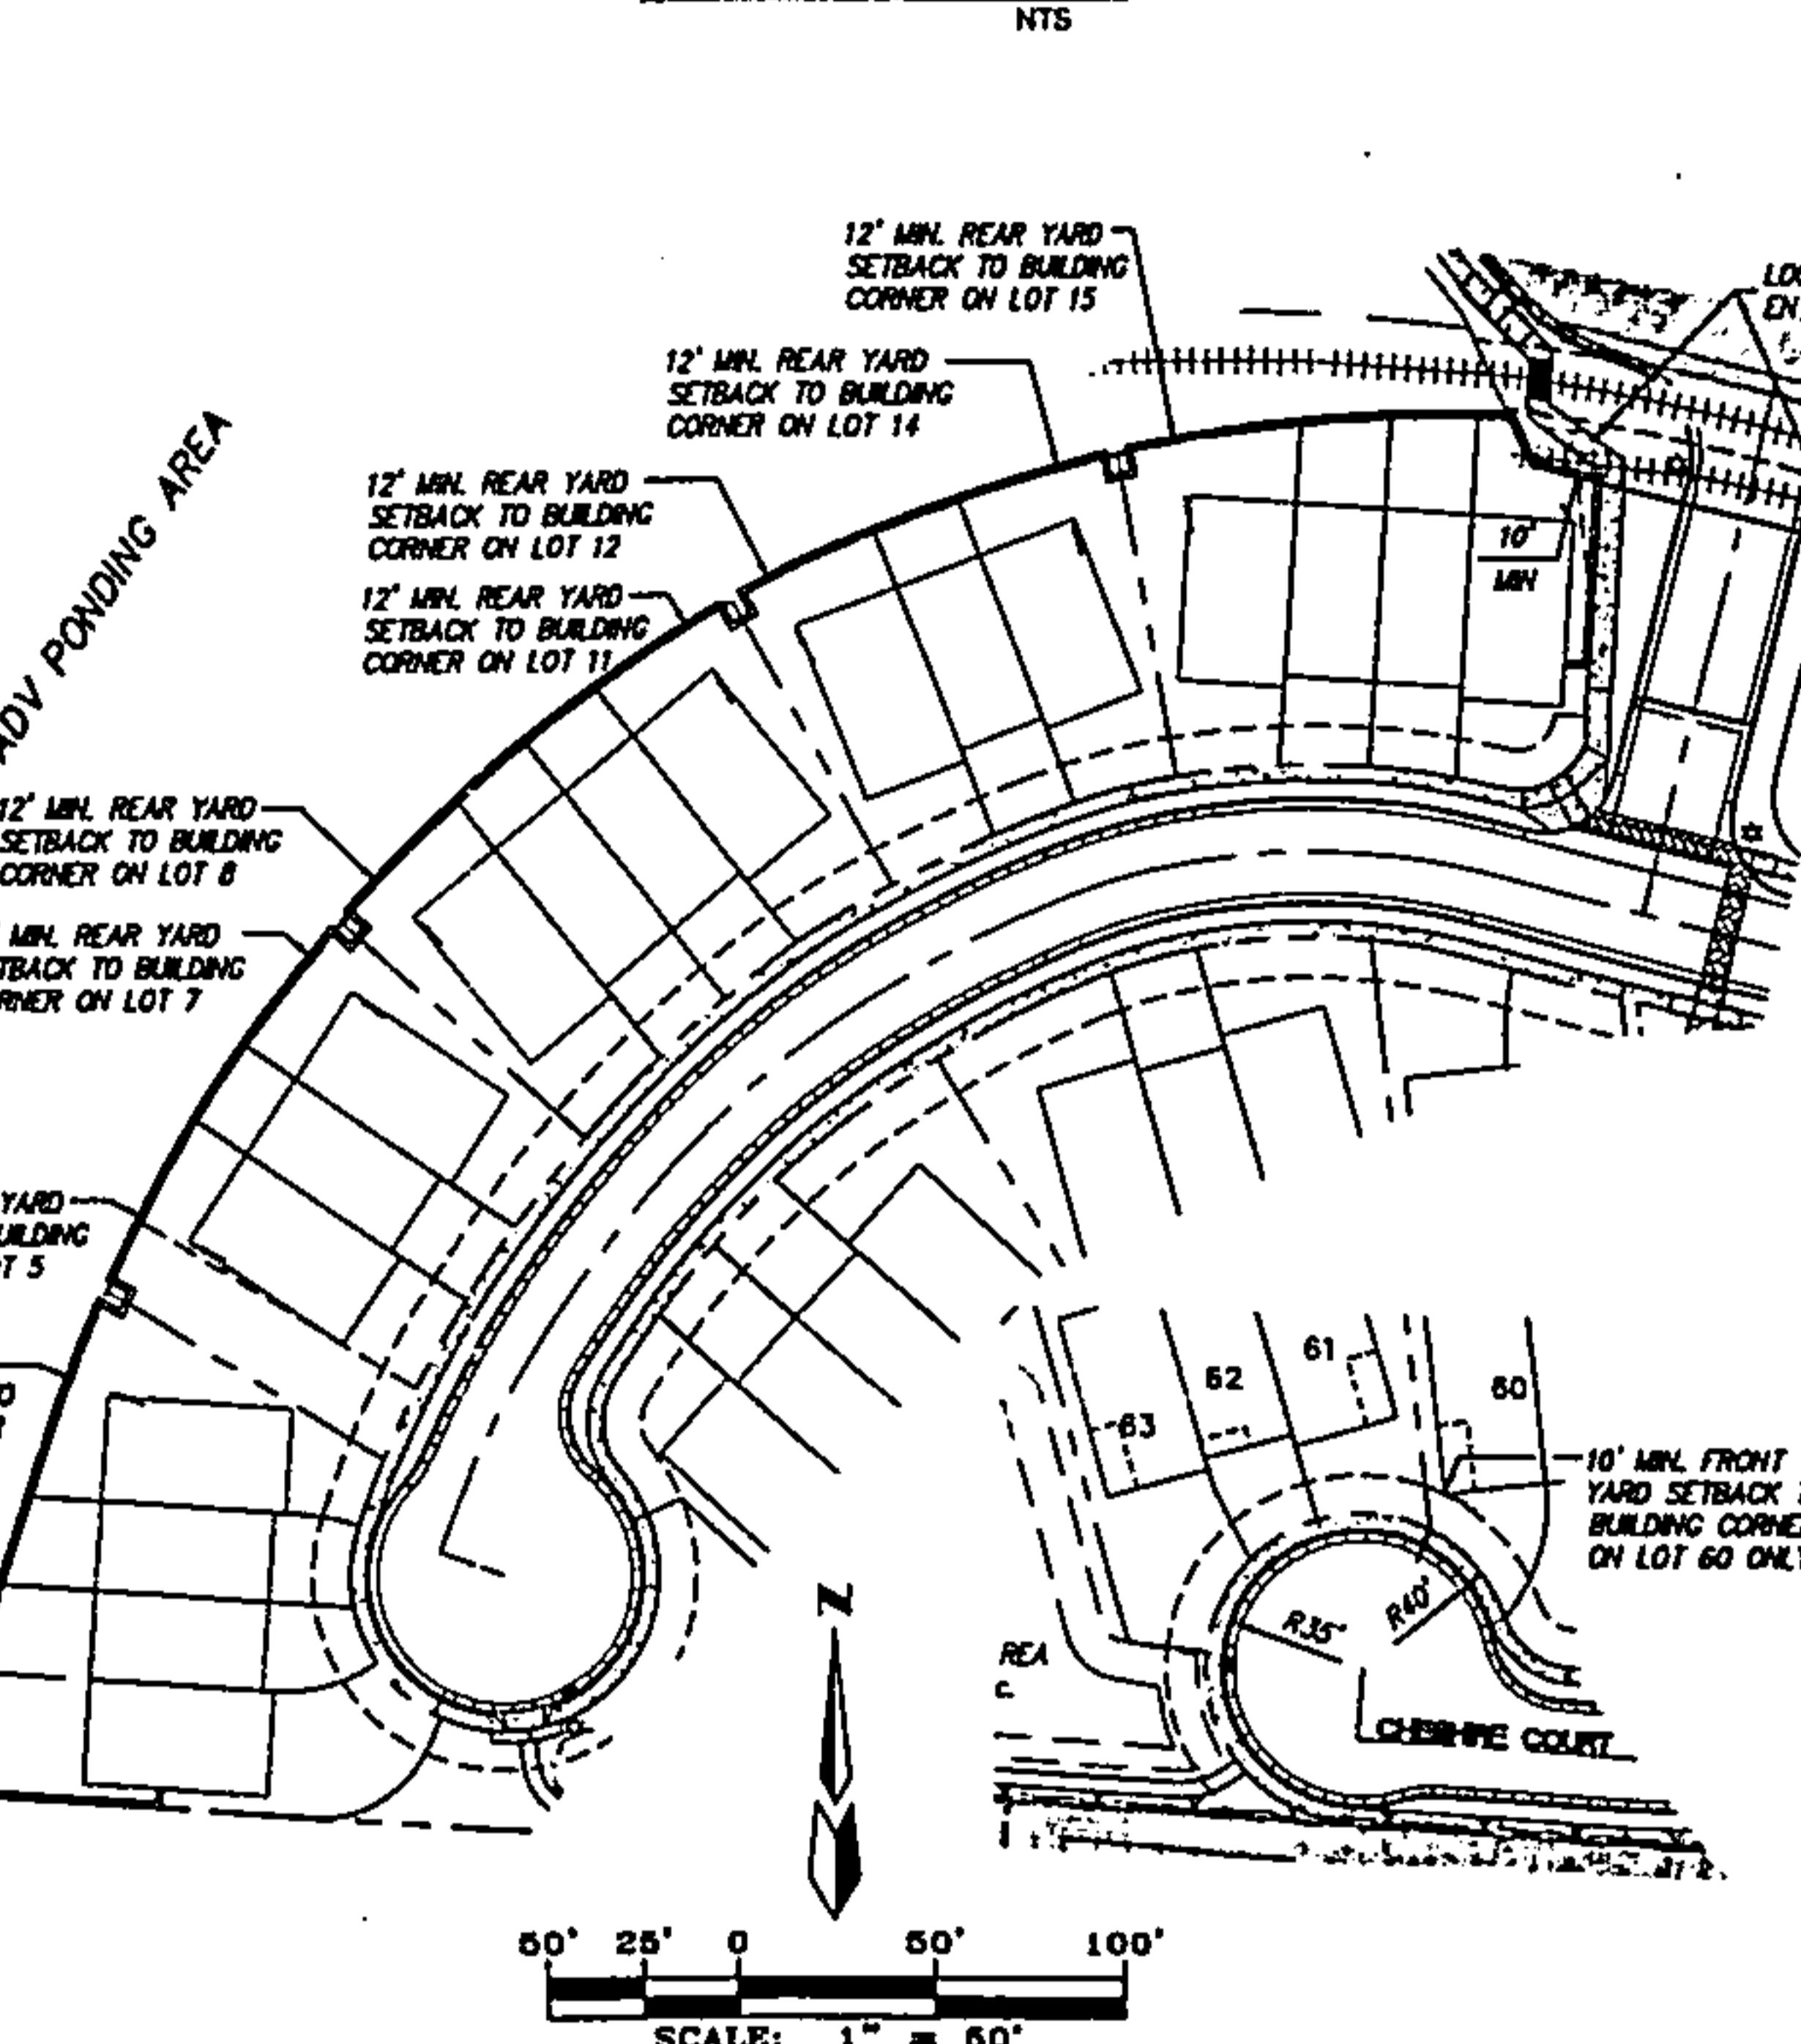 NTS
12' MIN. REAR YARD
SETBACK TO BUILDING
CORNER ON LOT 15
12' MIN. REAR YARD
SETBACK TO BUILDING
CORNER ON LOT 14
12' MIN. REAR YARD
SETBACK TO BUILDING
CORNER ON LOT 12
12' MIN. REAR YARD
SETBACK TO BUILDING
CORNER ON LOT 11
10'
MIN
PONDING AREA
12' MIN. REAR YARD
SETBACK TO BUILDING
CORNER ON LOT 8
MIN. REAR YARD
TBACK TO BUILDING
RNER ON LOT 7
YARD
UILDING
T 5
61
62
60
63
10' MIN. FRONT
YARD SETBACK
BUILDING CORNE
ON LOT 60 ONLY
R35'
R40'
REA
CHESHIRE COURT
Z
50' 25' 0 50' 100'
SCALE: 1" = 50'